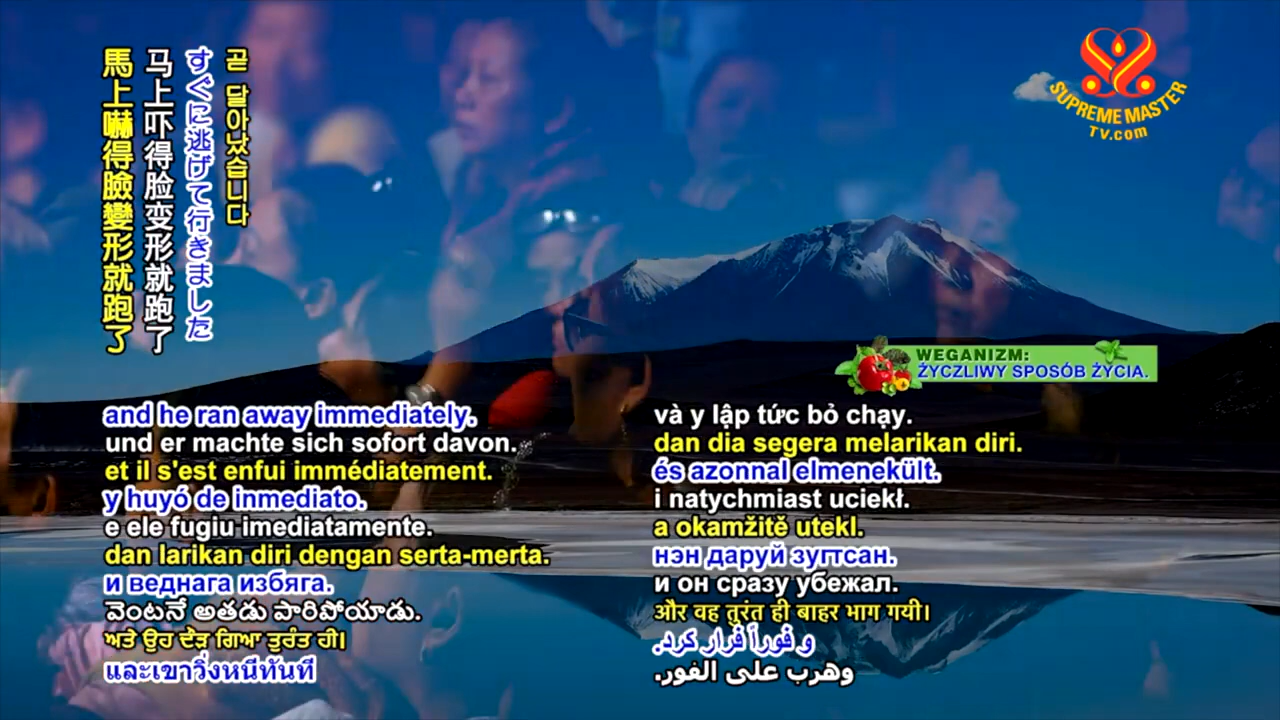 곧 달아났습니다
すぐに逃げて行きました
马上吓得脸变形就跑了
馬上嚇得臉變形就跑了
SUPREME MASTER
TV.com
WEGANIZM:
ŻYCZLIWY SPOSÓB ŻYCIA.
and he ran away immediately.
und er machte sich sofort davon.
et il s'est enfui immédiatement.
y huyó de inmediato.
e ele fugiu imediatamente.
dan larikan diri dengan serta-merta.
и веднага избяга.
వెంటనే అతడు పారిపోయాడు.
ਅਤੇ ਉਹ ਦੌੜ ਗਿਆ ਤੁਰੰਤ ਹੀ।
และเขาวิ่งหนีทันที
và y lập tức bỏ chạy.
dan dia segera melarikan diri.
és azonnal elmenekült.
i natychmiast uciekł.
a okamžitě utekl.
нэн даруй зугтсан.
и он сразу убежал.
और वह तुरंत ही बाहर भाग गयी।
و فوراً فرار کرد.
وهرب على الفور.